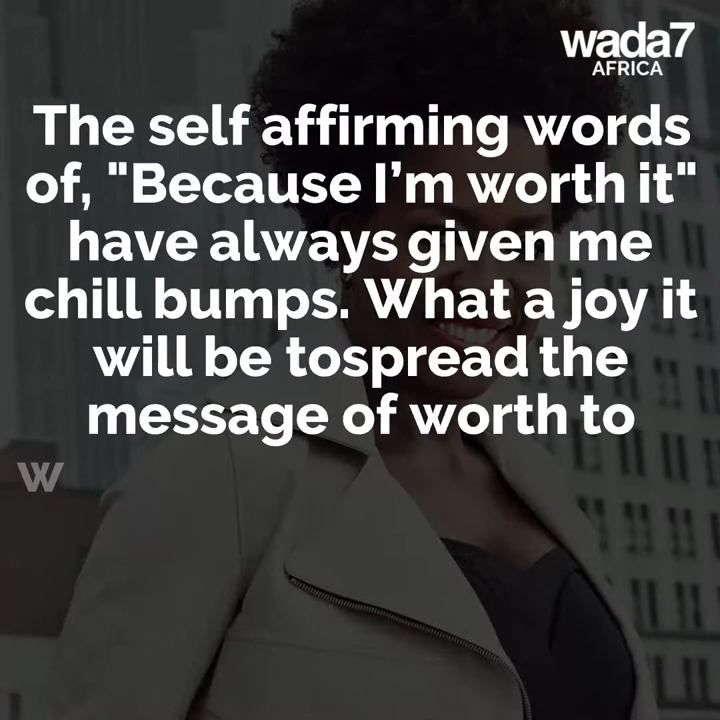 wada7
AFRICA
The self affirming words
of, "Because I’m worth it"
have always given me
chill bumps. What a joy it
will be tospread the
message of worth to
W